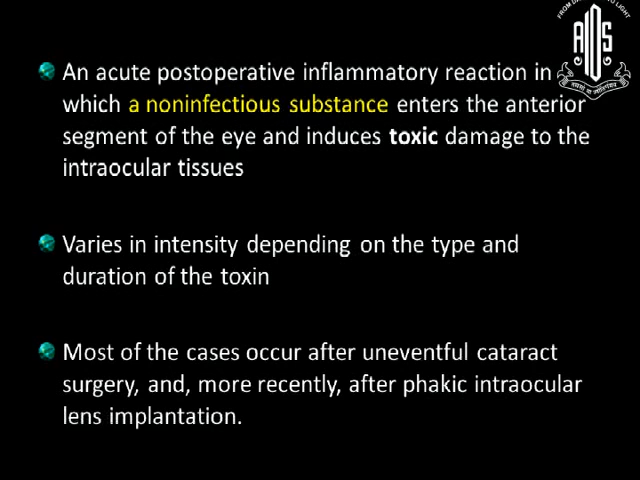 An acute postoperative inflammatory reaction in
which a noninfectious substance enters the anterior
segment of the eye and induces toxic damage to the
intraocular tissues
Varies in intensity depending on the type and
duration of the toxin
Most of the cases occur after uneventful cataract
surgery, and, more recently, after phakic intraocular
lens implantation.
AIOS